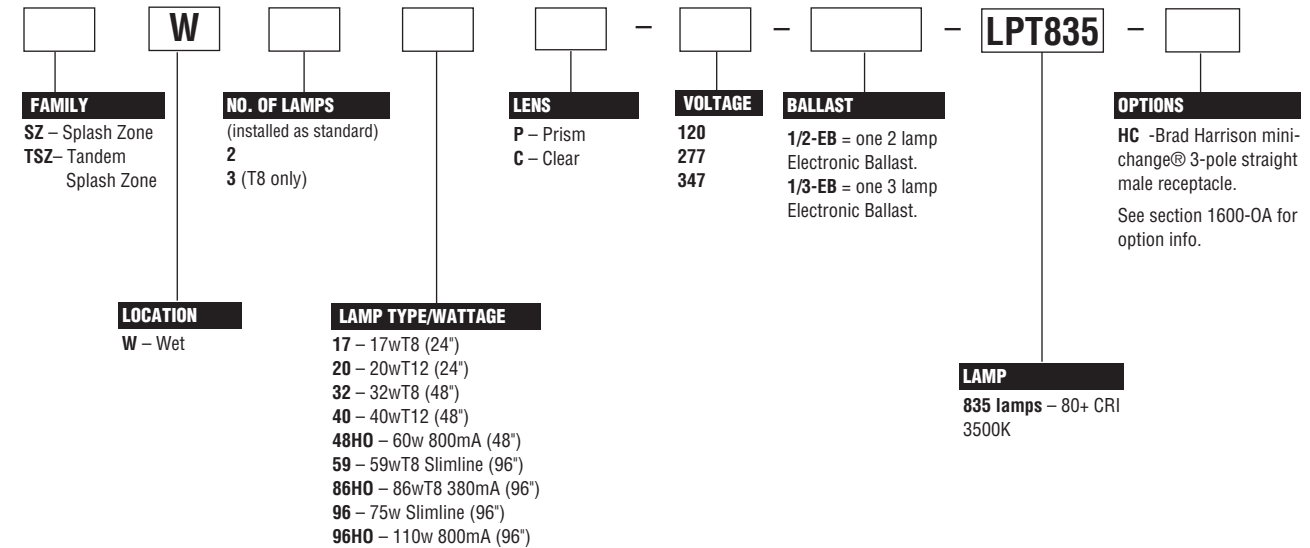 W – – – LPT835 –
FAMILY
SZ – Splash Zone
TSZ– Tandem
Splash Zone
NO. OF LAMPS
(installed as standard)
2
3 (T8 only)
LENS
P – Prism
C – Clear
VOLTAGE
120
277
347
BALLAST
1/2-EB = one 2 lamp
Electronic Ballast.
1/3-EB = one 3 lamp
Electronic Ballast.
OPTIONS
HC -Brad Harrison mini-
change® 3-pole straight
male receptacle.
See section 1600-OA for
option info.
LOCATION
W – Wet
LAMP TYPE/WATTAGE
17 – 17wT8 (24")
20 – 20wT12 (24")
32 – 32wT8 (48")
40 – 40wT12 (48")
48HO – 60w 800mA (48")
59 – 59wT8 Slimline (96")
86HO – 86wT8 380mA (96")
96 – 75w Slimline (96")
96HO – 110w 800mA (96")
LAMP
835 lamps – 80+ CRI
3500K